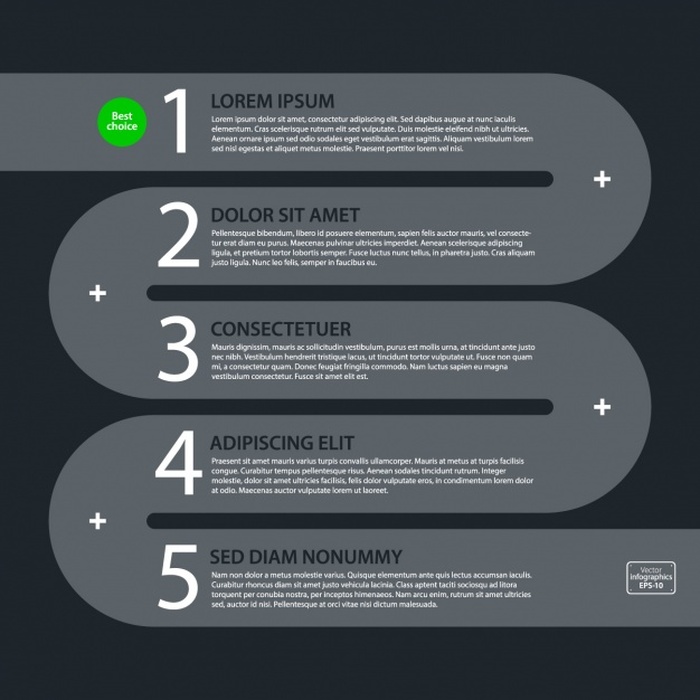 Best
choice
1
LOREM IPSUM
Lorem ipsum dolor sit amet, consectetur adipiscing elit. Sed dapibus augue at nunc iaculis
elementum. Cras scelerisque rutrum elit sed vulputate. Duis molestie eleifend nibh ut ultricies.
Aenean ornare ipsum sed odio sodales eget vestibulum erat sagittis. Aliquam erat volutpat. Nam
sed nisl egestas et aliquet metus molestie. Praesent porttitor lorem vel nisi.
2
DOLOR SIT AMET
Pellentesque bibendum, libero id posuere elementum, sapien felis auctor mauris, vel consecte-
tur erat diam eu purus. Maecenas pulvinar ultricies imperdiet. Aenean scelerisque adipiscing
ligula, et pretium tortor lobortis eget. Fusce luctus nunc tellus, in pharetra justo. Cras aliquam
justo ligula. Nunc leo felis, semper in faucibus eu.
3
CONSECTETUER
Mauris dignissim, mauris ac sollicitudin vestibulum, purus est mollis urna, at tincidunt ante justo
nec nibh. Vestibulum hendrerit tristique lacus, ut tincidunt tortor vulputate ut. Fusce non quam
mi, a consectetur quam. Donec feugiat fringilla commodo. Nam luctus sapien eu magna
vestibulum consectetur. Fusce sit amet elit est.
4
ADIPISCING ELIT
Praesent sit amet mauris varius turpis convallis ullamcorper. Mauris at metus at turpis facilisis
congue. Curabitur tempus pellentesque metus varius. Aenean sodales tincidunt rutrum. Integer
molestie, dolor sit amet ultricies facilisis, felis dolor vulputate eros, in condimentum lorem dolor
at odio. Maecenas auctor vulputate lorem ut laoreet.
5
SED DIAM NONUMMY
Nam non dolor a metus molestie varius. Quisque elementum ante quis lectus accumsan iaculis.
Curabitur rhoncus diam id nisi vestibulum dictum. Class aptent taciti sociosqu ad litora
torquent per conubia nostra, per inceptos himenaeos. Nam arcu enim, rutrum sit amet ultricies
sed, auctor id nisi. Pellentesque at orci vitae nisi dictum malesuada.
Vector
infographics
EPS-10